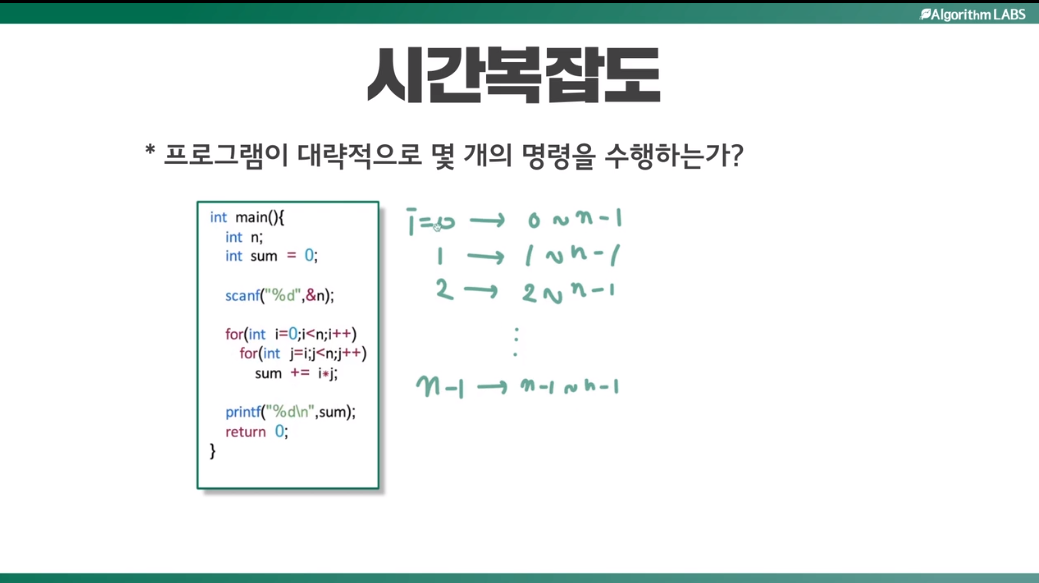 Algorithm LABS
시간복잡도
* 프로그램이 대략적으로 몇 개의 명령을 수행하는가?
int main(){
int n;
int sum = 0;
scanf("%d",&n);
for(int i=0;i<n;i++)
for(int j=i;j<n;j++)
sum += i*j;
printf("%d\n",sum);
return 0;
}
i=0 → 0 ~ n-1
1 → 1 ~ n-1
2 → 2 ~ n-1
⋮
n-1 → n-1 ~ n-1